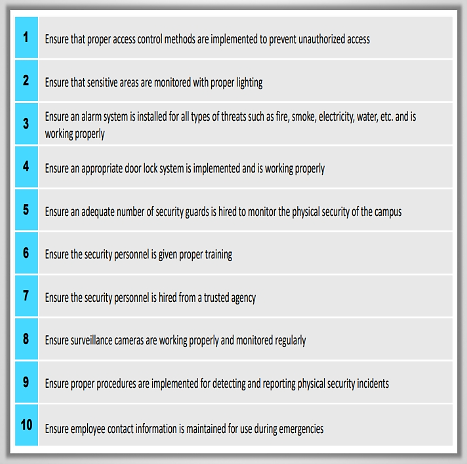 1 Ensure that proper access control methods are implemented to prevent unauthorized access
2 Ensure that sensitive areas are monitored with proper lighting
3 Ensure an alarm system is installed for all types of threats such as fire, smoke, electricity, water, etc. and is
working properly
4 Ensure an appropriate door lock system is implemented and is working properly
5 Ensure an adequate number of security guards is hired to monitor the physical security of the campus
6 Ensure the security personnel is given proper training
7 Ensure the security personnel is hired from a trusted agency
8 Ensure surveillance cameras are working properly and monitored regularly
9 Ensure proper procedures are implemented for detecting and reporting physical security incidents
10 Ensure employee contact information is maintained for use during emergencies